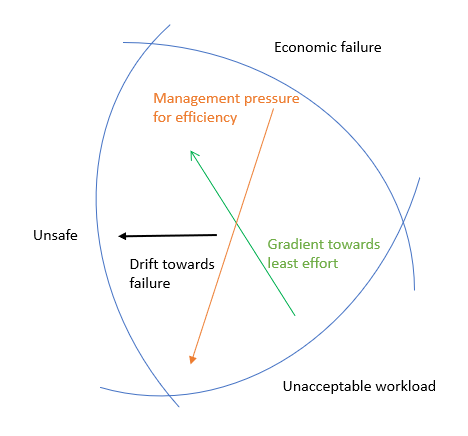 Economic failure
Management pressure
for efficiency
Unsafe
Gradient towards
least effort
Drift towards
failure
Unacceptable workload